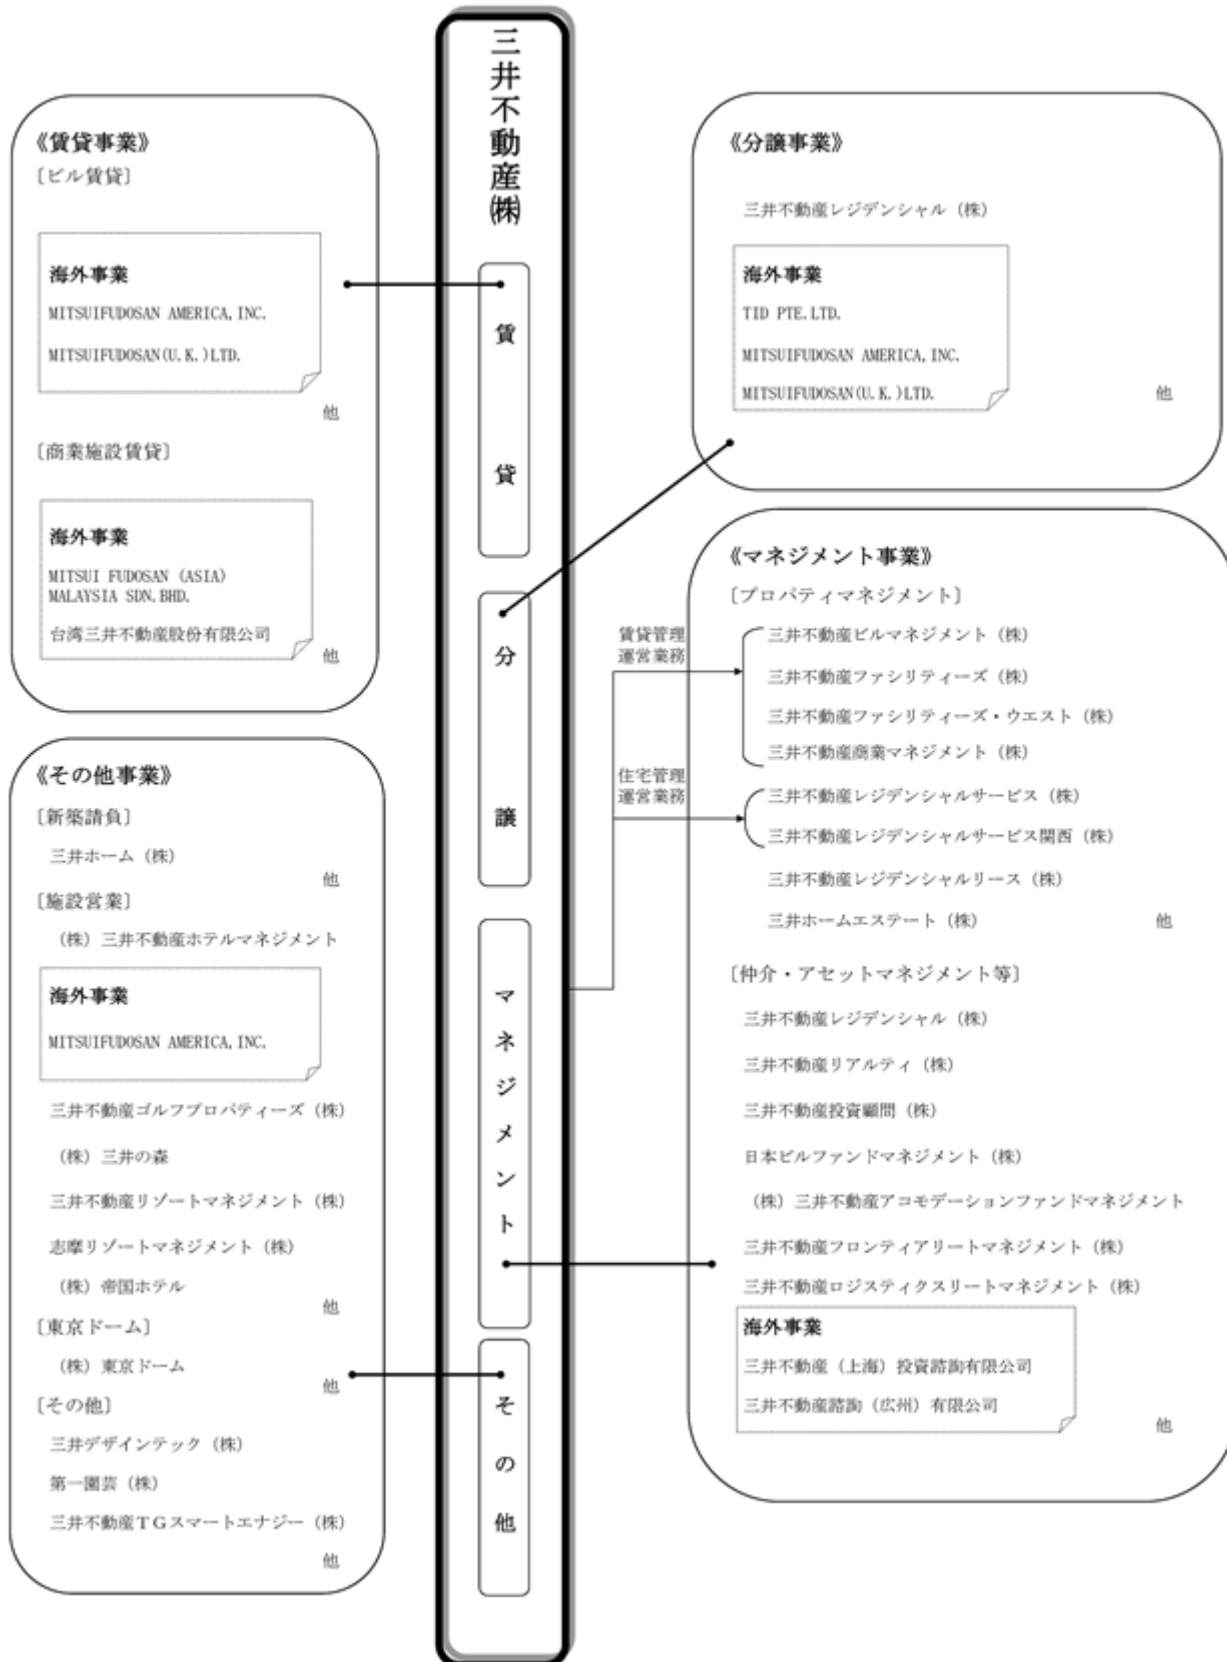 三井不動産㈱
賃貸
分譲
マネジメント
その他
《賃貸事業》
〔ビル賃貸〕
海外事業
MITSUIFUDOSAN AMERICA, INC.
MITSUIFUDOSAN(U.K.)LTD.
他
〔商業施設賃貸〕
海外事業
MITSUI FUDOSAN (ASIA)
MALAYSIA SDN.BHD.
台湾三井不動産股份有限公司
他
《その他事業》
〔新築請負〕
三井ホーム（株）
他
〔施設営業〕
（株）三井不動産ホテルマネジメント
海外事業
MITSUIFUDOSAN AMERICA, INC.
三井不動産ゴルフプロパティーズ（株）
（株）三井の森
三井不動産リゾートマネジメント（株）
志摩リゾートマネジメント（株）
（株）帝国ホテル
他
〔東京ドーム〕
（株）東京ドーム
他
〔その他〕
三井デザインテック（株）
第一園芸（株）
三井不動産ＴＧスマートエナジー（株）
他
《分譲事業》
三井不動産レジデンシャル（株）
海外事業
TID PTE.LTD.
MITSUIFUDOSAN AMERICA, INC.
MITSUIFUDOSAN(U.K.)LTD.
他
《マネジメント事業》
〔プロパティマネジメント〕
賃貸管理
運営業務
三井不動産ビルマネジメント（株）
三井不動産ファシリティーズ（株）
三井不動産ファシリティーズ・ウエスト（株）
三井不動産商業マネジメント（株）
住宅管理
運営業務
三井不動産レジデンシャルサービス（株）
三井不動産レジデンシャルサービス関西（株）
三井不動産レジデンシャルリース（株）
三井ホームエステート（株）
他
〔仲介・アセットマネジメント等〕
三井不動産レジデンシャル（株）
三井不動産リアルティ（株）
三井不動産投資顧問（株）
日本ビルファンドマネジメント（株）
（株）三井不動産アコモデーションファンドマネジメント
三井不動産フロンティアリートマネジメント（株）
三井不動産ロジスティクスリートマネジメント（株）
海外事業
三井不動産（上海）投資諮詢有限公司
三井不動産諮詢（広州）有限公司
他